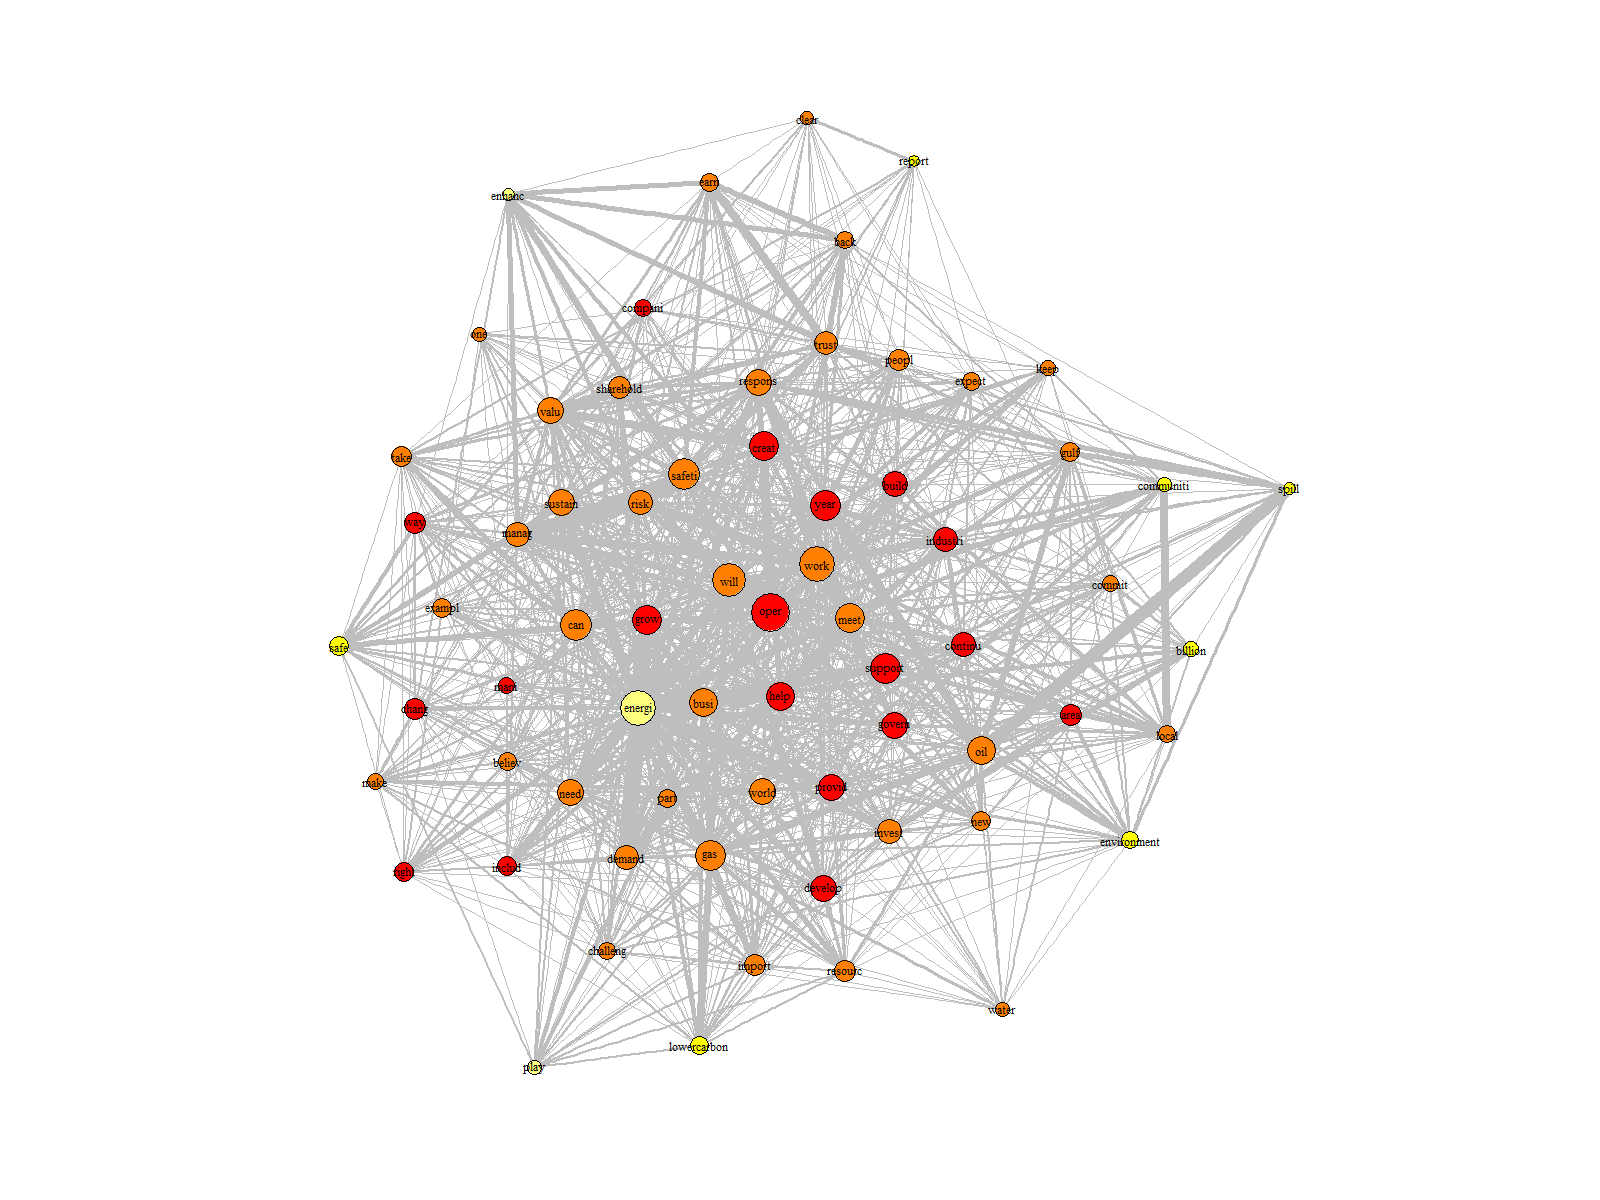 clear
report
earn
enhanc
back
compani
one
trust
peopl
keep
expect
respons
sharehold
valu
creat
gulf
take
safeti
build
communiti
spill
sustain
risk
year
way
manag
industri
work
will
commit
exampl
oper
grow
meet
can
safe
continu
billion
support
mani
help
busi
energi
chang
area
govern
local
oil
believ
make
provid
need
world
part
new
invest
environment
gas
demand
includ
right
develop
challeng
import
resourc
water
lowercarbon
play